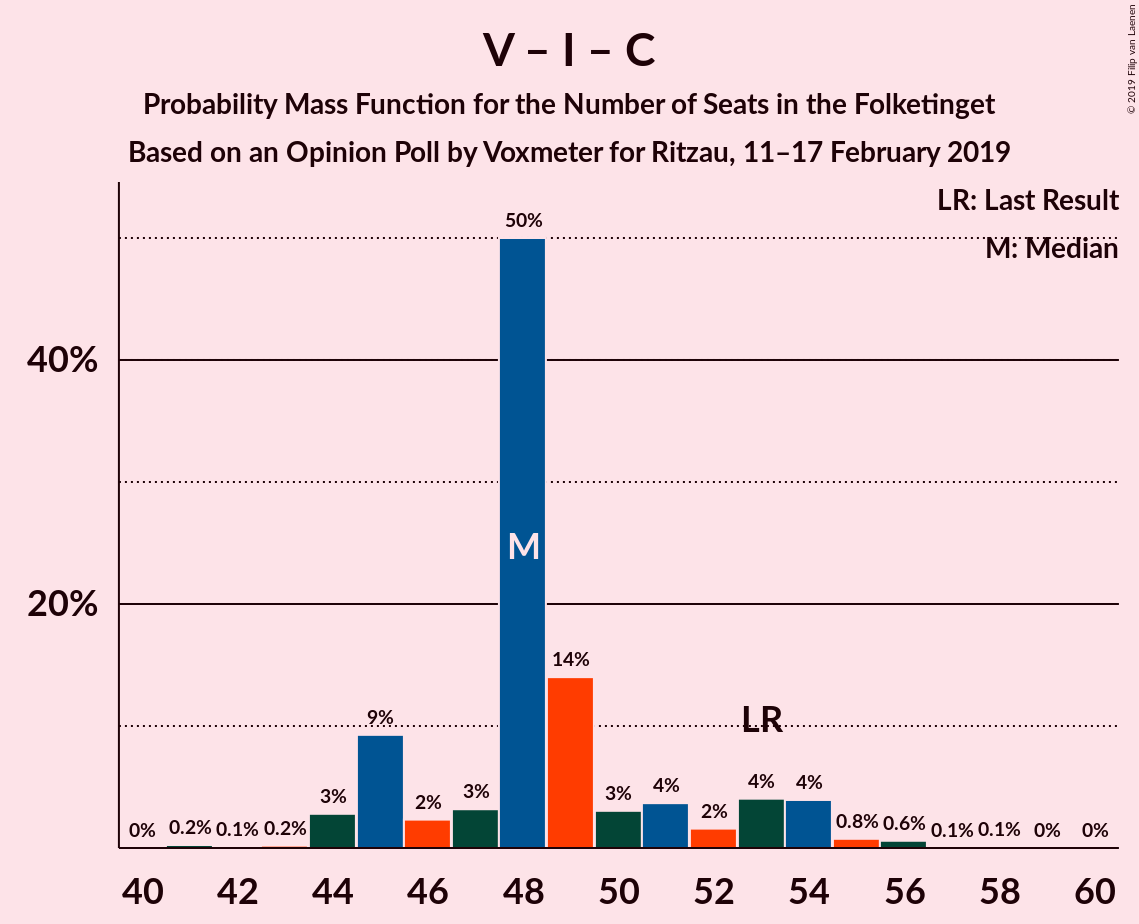 V – I – C
Probability Mass Function for the Number of Seats in the Folketinget
Based on an Opinion Poll by Voxmeter for Ritzau, 11–17 February 2019
© 2019 Filip van Laenen
LR: Last Result
M: Median
50%
40%
M
20%
14%
LR
9%
3%
2%
3%
3%
4%
2%
4%
4%
0%
0.2%
0.1%
0.2%
0.8%
0.6%
0.1%
0.1%
0%
0%
40 42 44 46 48 50 52 54 56 58 60